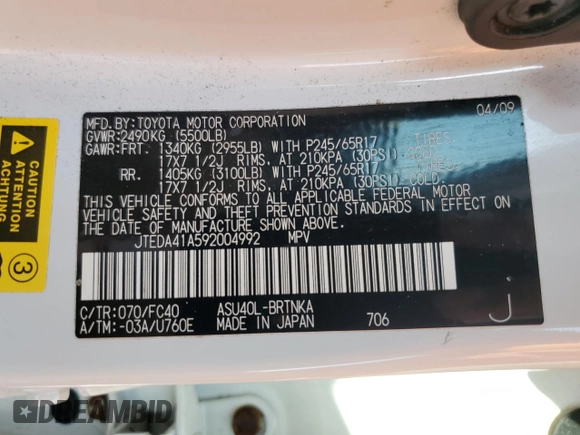 MFD.BY:TOYOTA MOTOR CORPORATION 04/09
GVWR:2490KG (5500LB)
GAWR:FRT. 1340KG (2955LB) WITH P245/65R17 TIRES,
17X7 1/2J RIMS, AT 210KPA (30PSI)
RR. 1405KG (3100LB) WITH P245/65R17
17X7 1/2J RIMS, AT 210KPA (30PSI) COLD.
THIS VEHICLE CONFORMS TO ALL APPLICABLE FEDERAL MOTOR
VEHICLE SAFETY AND THEFT PREVENTION STANDARDS IN EFFECT ON
THE DATE OF MANUFACTURE SHOWN ABOVE.
JTEDA41A592004992 MPV
C/TR:070/FC40 ASU40L-BRTNKA
A/TM:-03A/U760E MADE IN JAPAN 706 J
CAUTION
ATTENTION
3
DREAMBID